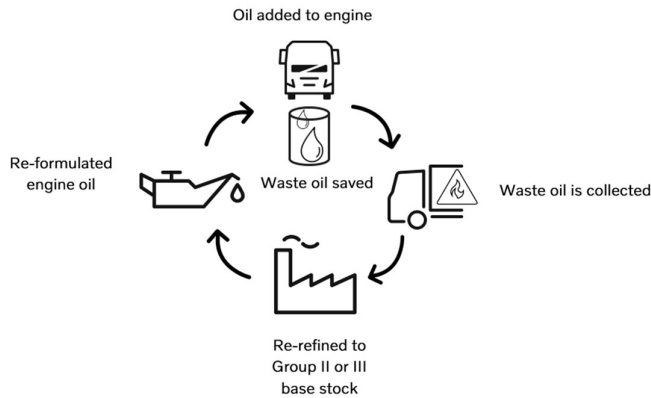 Oil added to engine
Re-formulated
engine oil
Waste oil saved
Waste oil is collected
Re-refined to
Group II or III
base stock